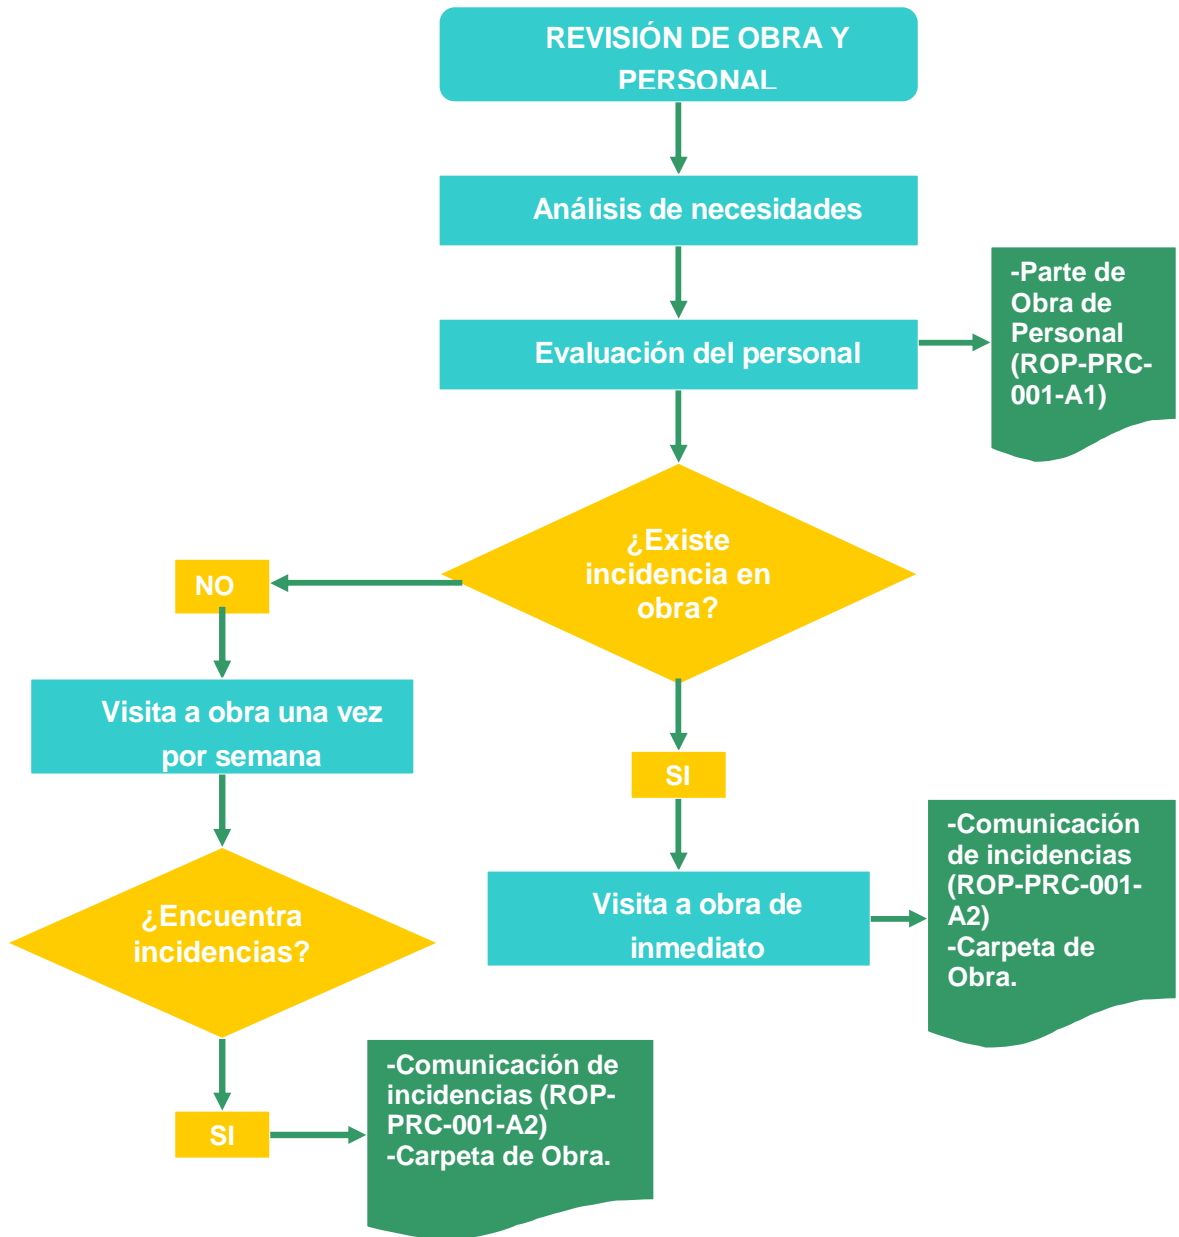 REVISIÓN DE OBRA Y
PERSONAL
Análisis de necesidades
-Parte de
Obra de
Personal
(ROP-PRC-
001-A1)
Evaluación del personal
¿Existe
incidencia en
obra?
NO
Visita a obra una vez
por semana
SI
-Comunicación
de incidencias
(ROP-PRC-001-
A2)
-Carpeta de
Obra.
Visita a obra de
inmediato
¿Encuentra
incidencias?
-Comunicación de
incidencias (ROP-
PRC-001-A2)
-Carpeta de Obra.
SI